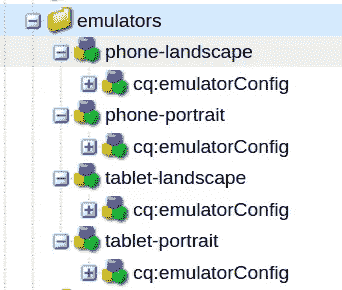 emulators
phone-landscape
cq:emulatorConfig
phone-portrait
cq:emulatorConfig
tablet-landscape
cq:emulatorConfig
tablet-portrait
cq:emulatorConfig